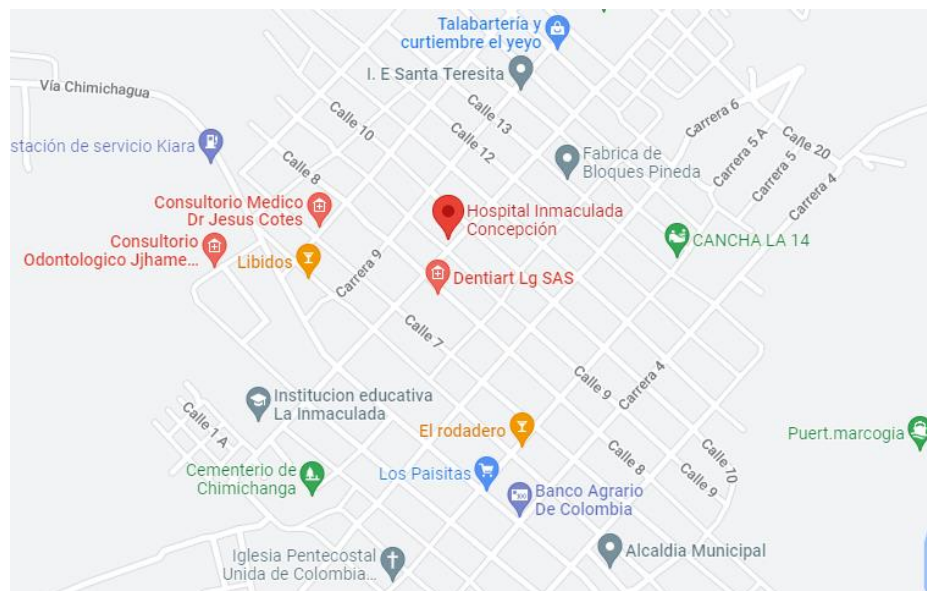 Talabartería y
curtiembre el yeyo
I. E Santa Teresita
Vía Chimichagua
Calle 10
Calle 13
Calle 12
Carrera 6
Carrera 5 A
Calle 20
Carrera 5
Carrera 4
stación de servicio Kiara
Calle 8
Fabrica de
Bloques Pineda
Consultorio Medico
Dr Jesus Cotes
Hospital Inmaculada
Concepción
Consultorio
Odontologico Jjhame...
Libidos
CANCHA LA 14
Carrera 9
Dentiart Lg SAS
Calle 7
Calle 9
Carrera 4
Institucion educativa
La Inmaculada
Calle 1 A
El rodadero
Puert.marcogia
Calle 8
Calle 10
Calle 9
Cementerio de
Chimichanga
Los Paisitas
Banco Agrario
De Colombia
100
Iglesia Pentecostal
Unida de Colombia...
Alcaldia Municipal